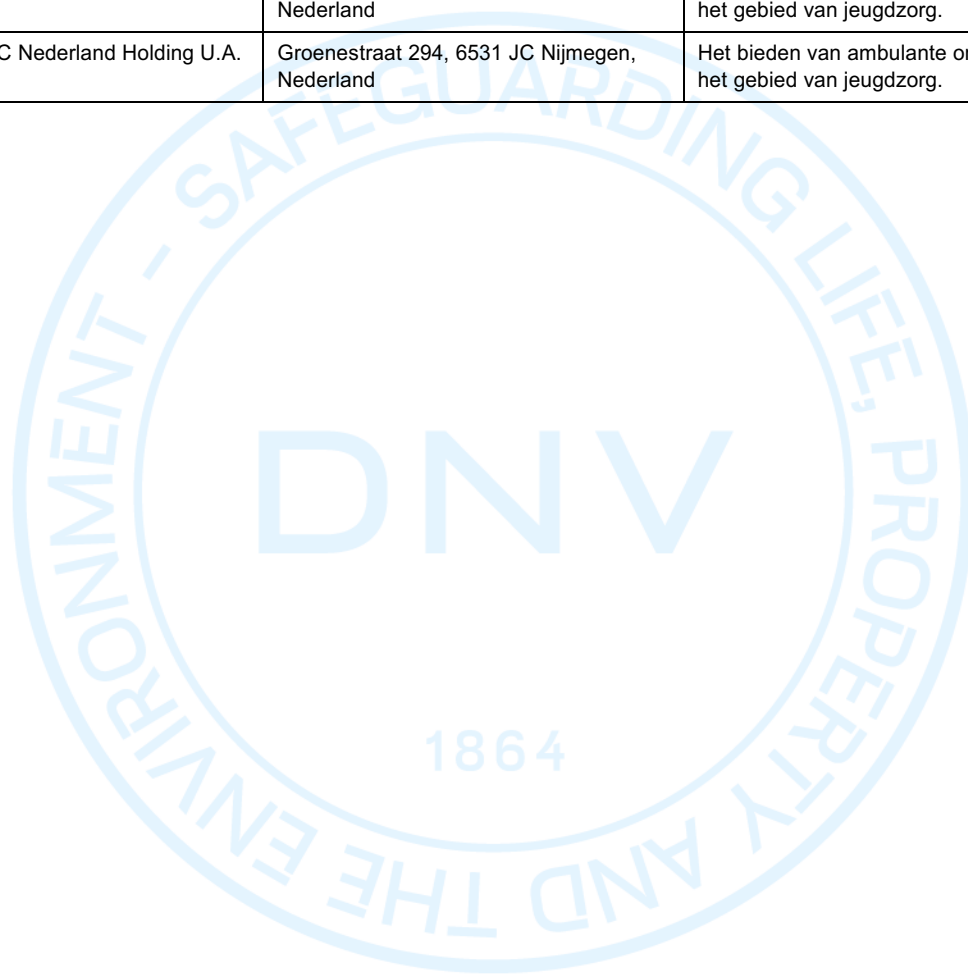 Nederland
het gebied van jeugdzorg.
C Nederland Holding U.A.
Groenestraat 294, 6531 JC Nijmegen,
Nederland
Het bieden van ambulante
het gebied van jeugdzorg.
SAFEGUARDING LIFE, PROPERTY AND THE ENVIRONMENT -
DNV
1864